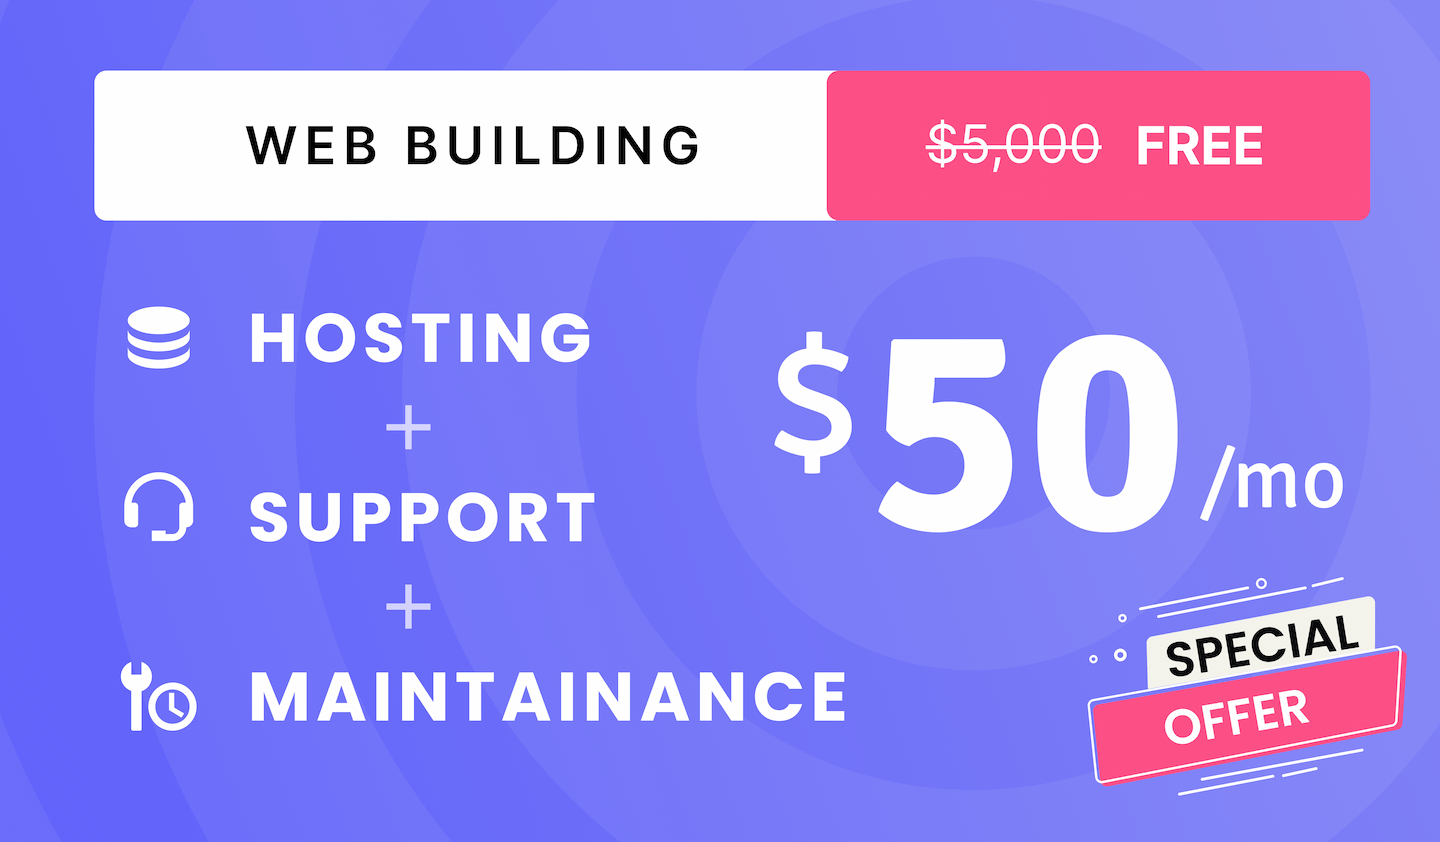 WEB BUILDING $5,000 FREE
HOSTING
+
SUPPORT
+
MAINTAINANCE
$50/mo
SPECIAL
OFFER